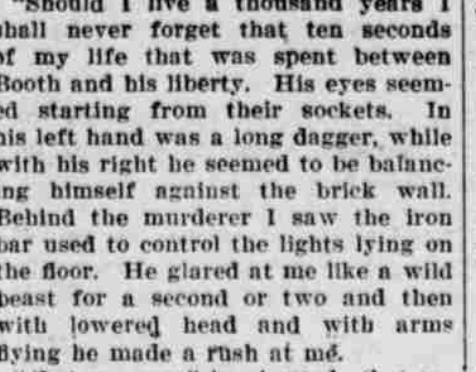 "Should I live a thousand years I
shall never forget that ten seconds
of my life that was spent between
Booth and his liberty. His eyes seem-
ed starting from their sockets. In
his left hand was a long dagger, while
with his right he seemed to be balanc-
ing himself against the brick wall.
Behind the murderer I saw the iron
bar used to control the lights lying on
the floor. He glared at me like a wild
beast for a second or two and then
with lowered head and with arms
flying he made a rush at me.